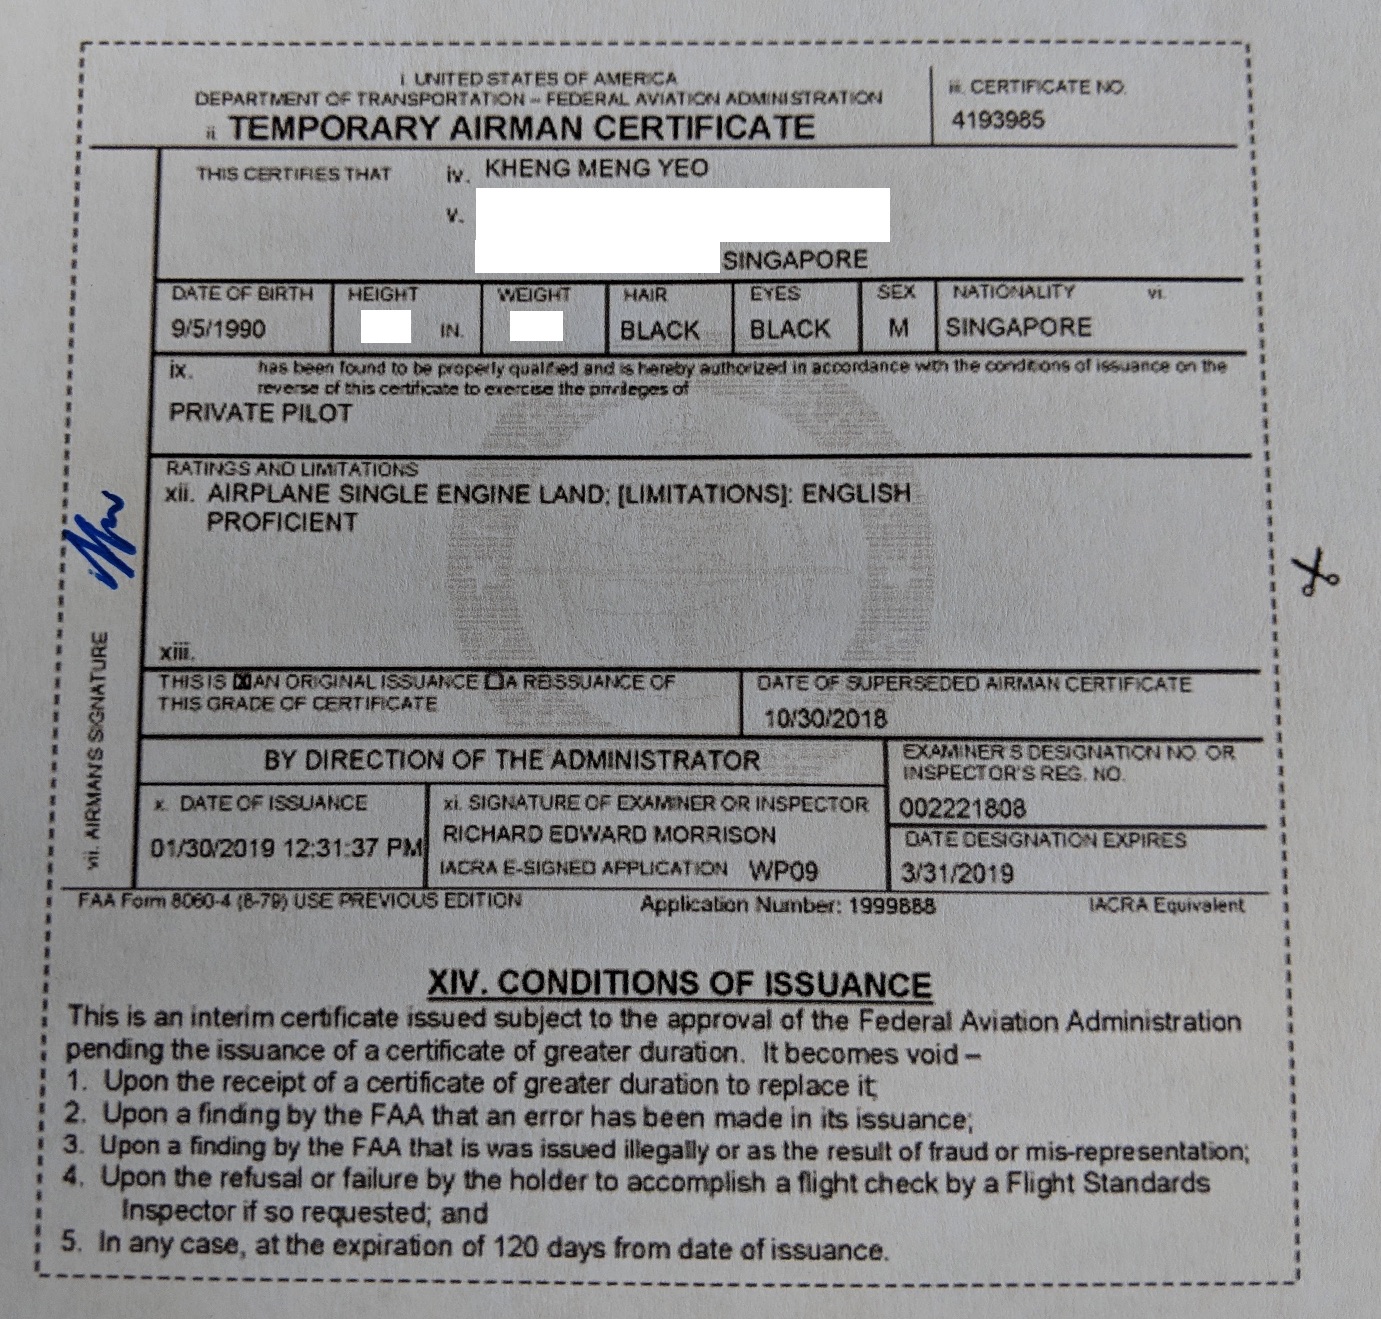 i. UNITED STATES OF AMERICA
DEPARTMENT OF TRANSPORTATION – FEDERAL AVIATION ADMINISTRATION
ii TEMPORARY AIRMAN CERTIFICATE
iii. CERTIFICATE NO.
4193985
THIS CERTIFIES THAT iv. KHENG MENG YEO
v.
SINGAPORE
DATE OF BIRTH HEIGHT WEIGHT HAIR EYES SEX NATIONALITY vi.
9/5/1990 IN. BLACK BLACK M SINGAPORE
ix. has been found to be properly qualified and is hereby authorized in accordance with the conditions of issuance on the
reverse of this certificate to exercise the privileges of
PRIVATE PILOT
RATINGS AND LIMITATIONS
xii. AIRPLANE SINGLE ENGINE LAND; [LIMITATIONS]: ENGLISH
PROFICIENT
xiii.
THIS IS ☒ AN ORIGINAL ISSUANCE ☐ A REISSUANCE OF
THIS GRADE OF CERTIFICATE
DATE OF SUPERSEDED AIRMAN CERTIFICATE
10/30/2018
BY DIRECTION OF THE ADMINISTRATOR
EXAMINER'S DESIGNATION NO. OR
INSPECTOR'S REG. NO.
002221808
x. DATE OF ISSUANCE
01/30/2019 12:31:37 PM
xi. SIGNATURE OF EXAMINER OR INSPECTOR
RICHARD EDWARD MORRISON
IACRA E-SIGNED APPLICATION WP09
DATE DESIGNATION EXPIRES
3/31/2019
vii. AIRMANS SIGNATURE
FAA Form 8060-4 (8-79) USE PREVIOUS EDITION Application Number: 1999888 IACRA Equivalent
XIV. CONDITIONS OF ISSUANCE
This is an interim certificate issued subject to the approval of the Federal Aviation Administration
pending the issuance of a certificate of greater duration. It becomes void –
1. Upon the receipt of a certificate of greater duration to replace it;
2. Upon a finding by the FAA that an error has been made in its issuance;
3. Upon a finding by the FAA that is was issued illegally or as the result of fraud or mis-representation;
4. Upon the refusal or failure by the holder to accomplish a flight check by a Flight Standards
Inspector if so requested; and
5. In any case, at the expiration of 120 days from date of issuance.